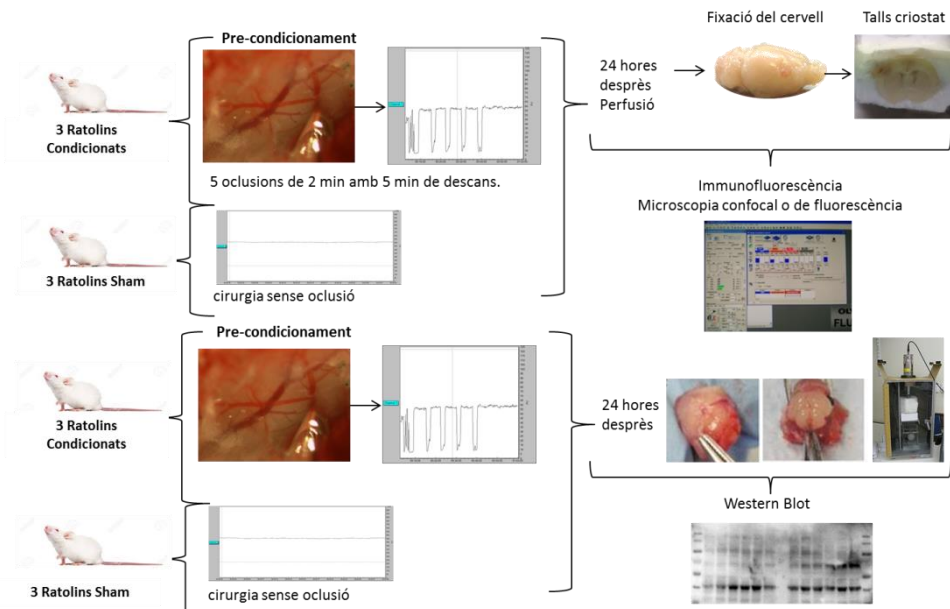 Pre-condicionament
3 Ratolins
Condicionats
5 oclusions de 2 min amb 5 min de descans.
3 Ratolins Sham
cirurgia sense oclusió
24 hores
desprès
Perfusió
Fixació del cervell
Talls criostat
Immunofluorescència
Microscopia confocal o de fluorescència
Pre-condicionament
3 Ratolins
Condicionats
3 Ratolins Sham
cirurgia sense oclusió
24 hores
desprès
Western Blot